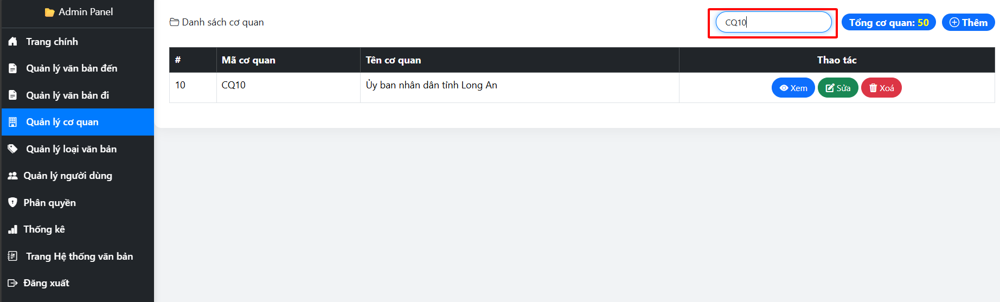 Admin Panel
Trang chính
Quản lý văn bản đến
Quản lý văn bản đi
Quản lý cơ quan
Quản lý loại văn bản
Quản lý người dùng
Phân quyền
Thống kê
Trang Hệ thống văn bản
Đăng xuất
Danh sách cơ quan
CQ10
Tổng cơ quan: 50
Thêm
# Mã cơ quan Tên cơ quan Thao tác
10 CQ10 Ủy ban nhân dân tỉnh Long An Xem Sửa Xoá